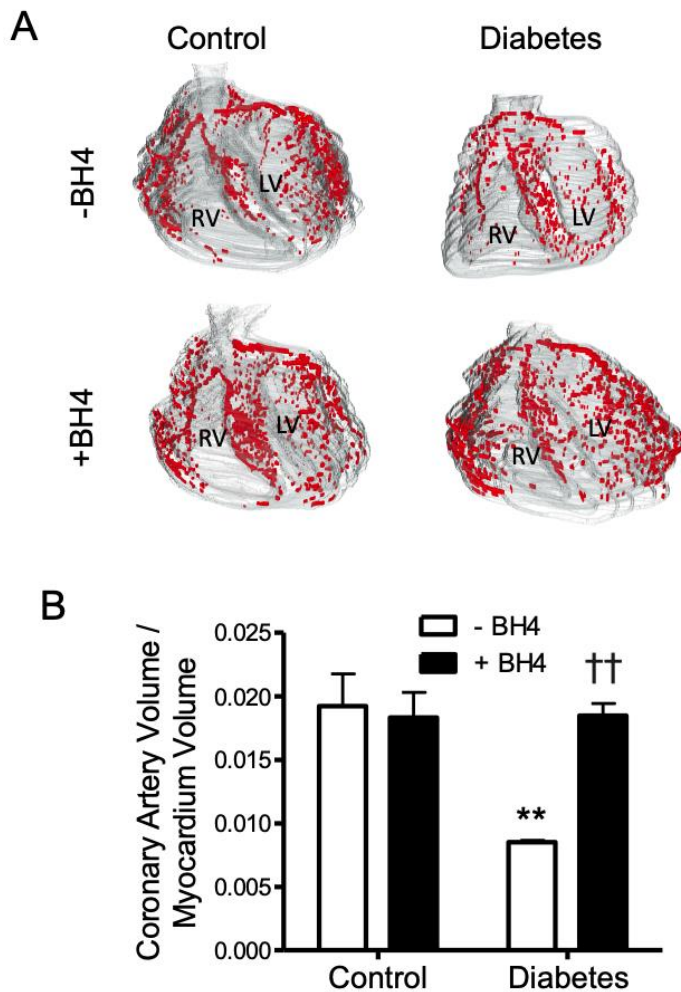 A
Control
Diabetes
-BH4
LV
RV
LV
RV
+BH4
RV
LV
LV
RV
B
Coronary Artery Volume /
Myocardium Volume
0.025
0.020
0.015
0.010
0.005
0.000
- BH4
+ BH4
††
**
Control
Diabetes